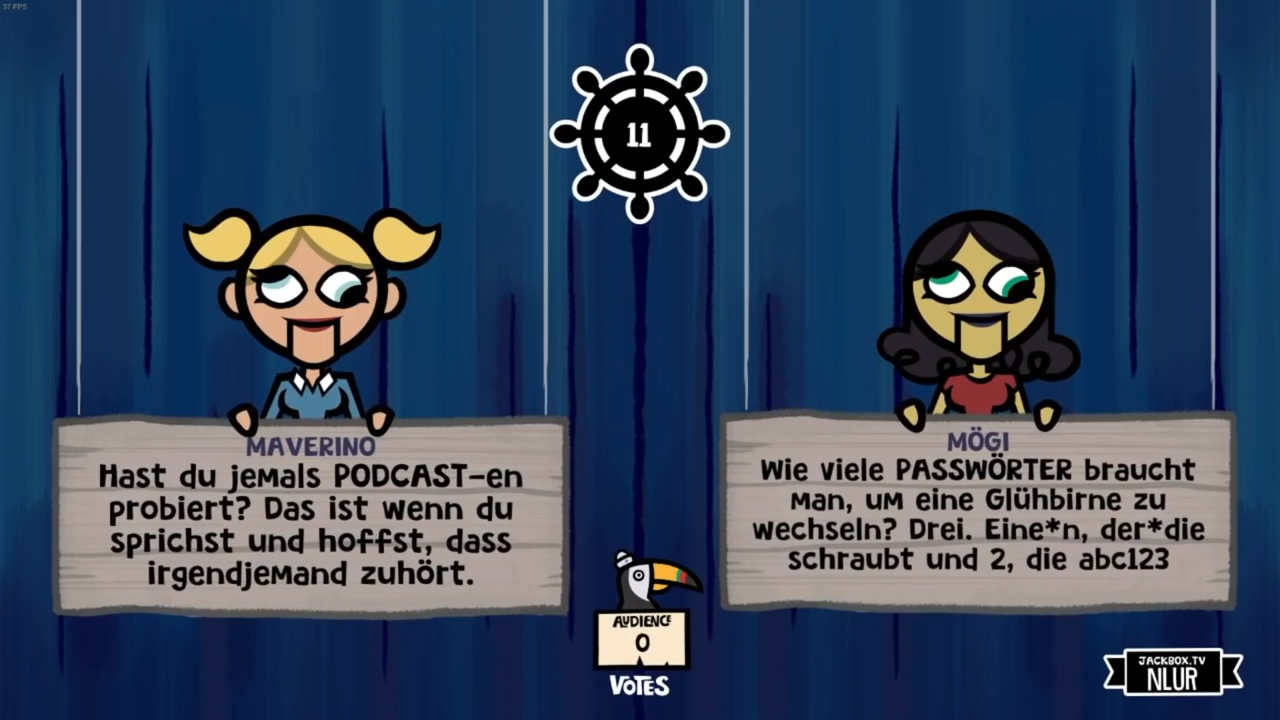 37 FPS
11
MAVERINO
Hast du jemals PODCAST-en
probiert? Das ist wenn du
sprichst und hoffst, dass
irgendjemand zuhört.
MÖGI
Wie viele PASSWÖRTER braucht
man, um eine Glühbirne zu
wechseln? Drei. Eine*n, der*die
schraubt und 2, die abc123
AUDIENCE
0
VOTES
JACKBOX.TV
NLUR